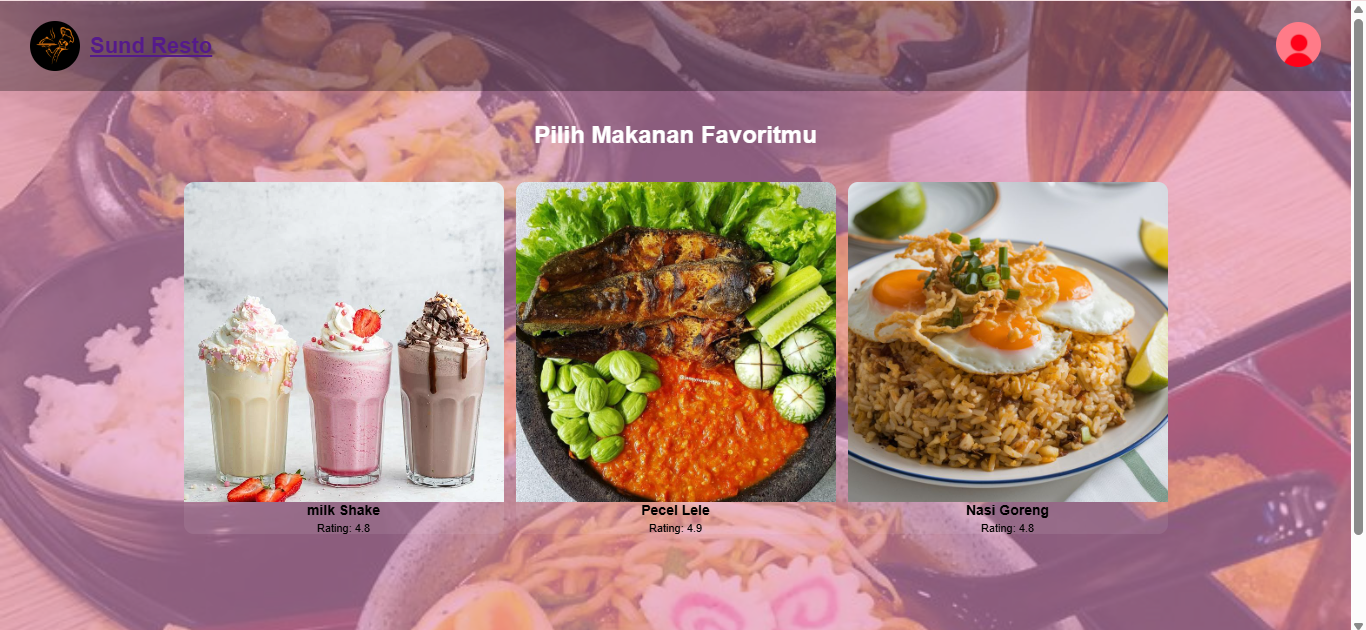 Sund Resto
Pilih Makanan Favoritmu
milk Shake
Rating: 4.8
Pecel Lele
Rating: 4.9
Nasi Goreng
Rating: 4.8